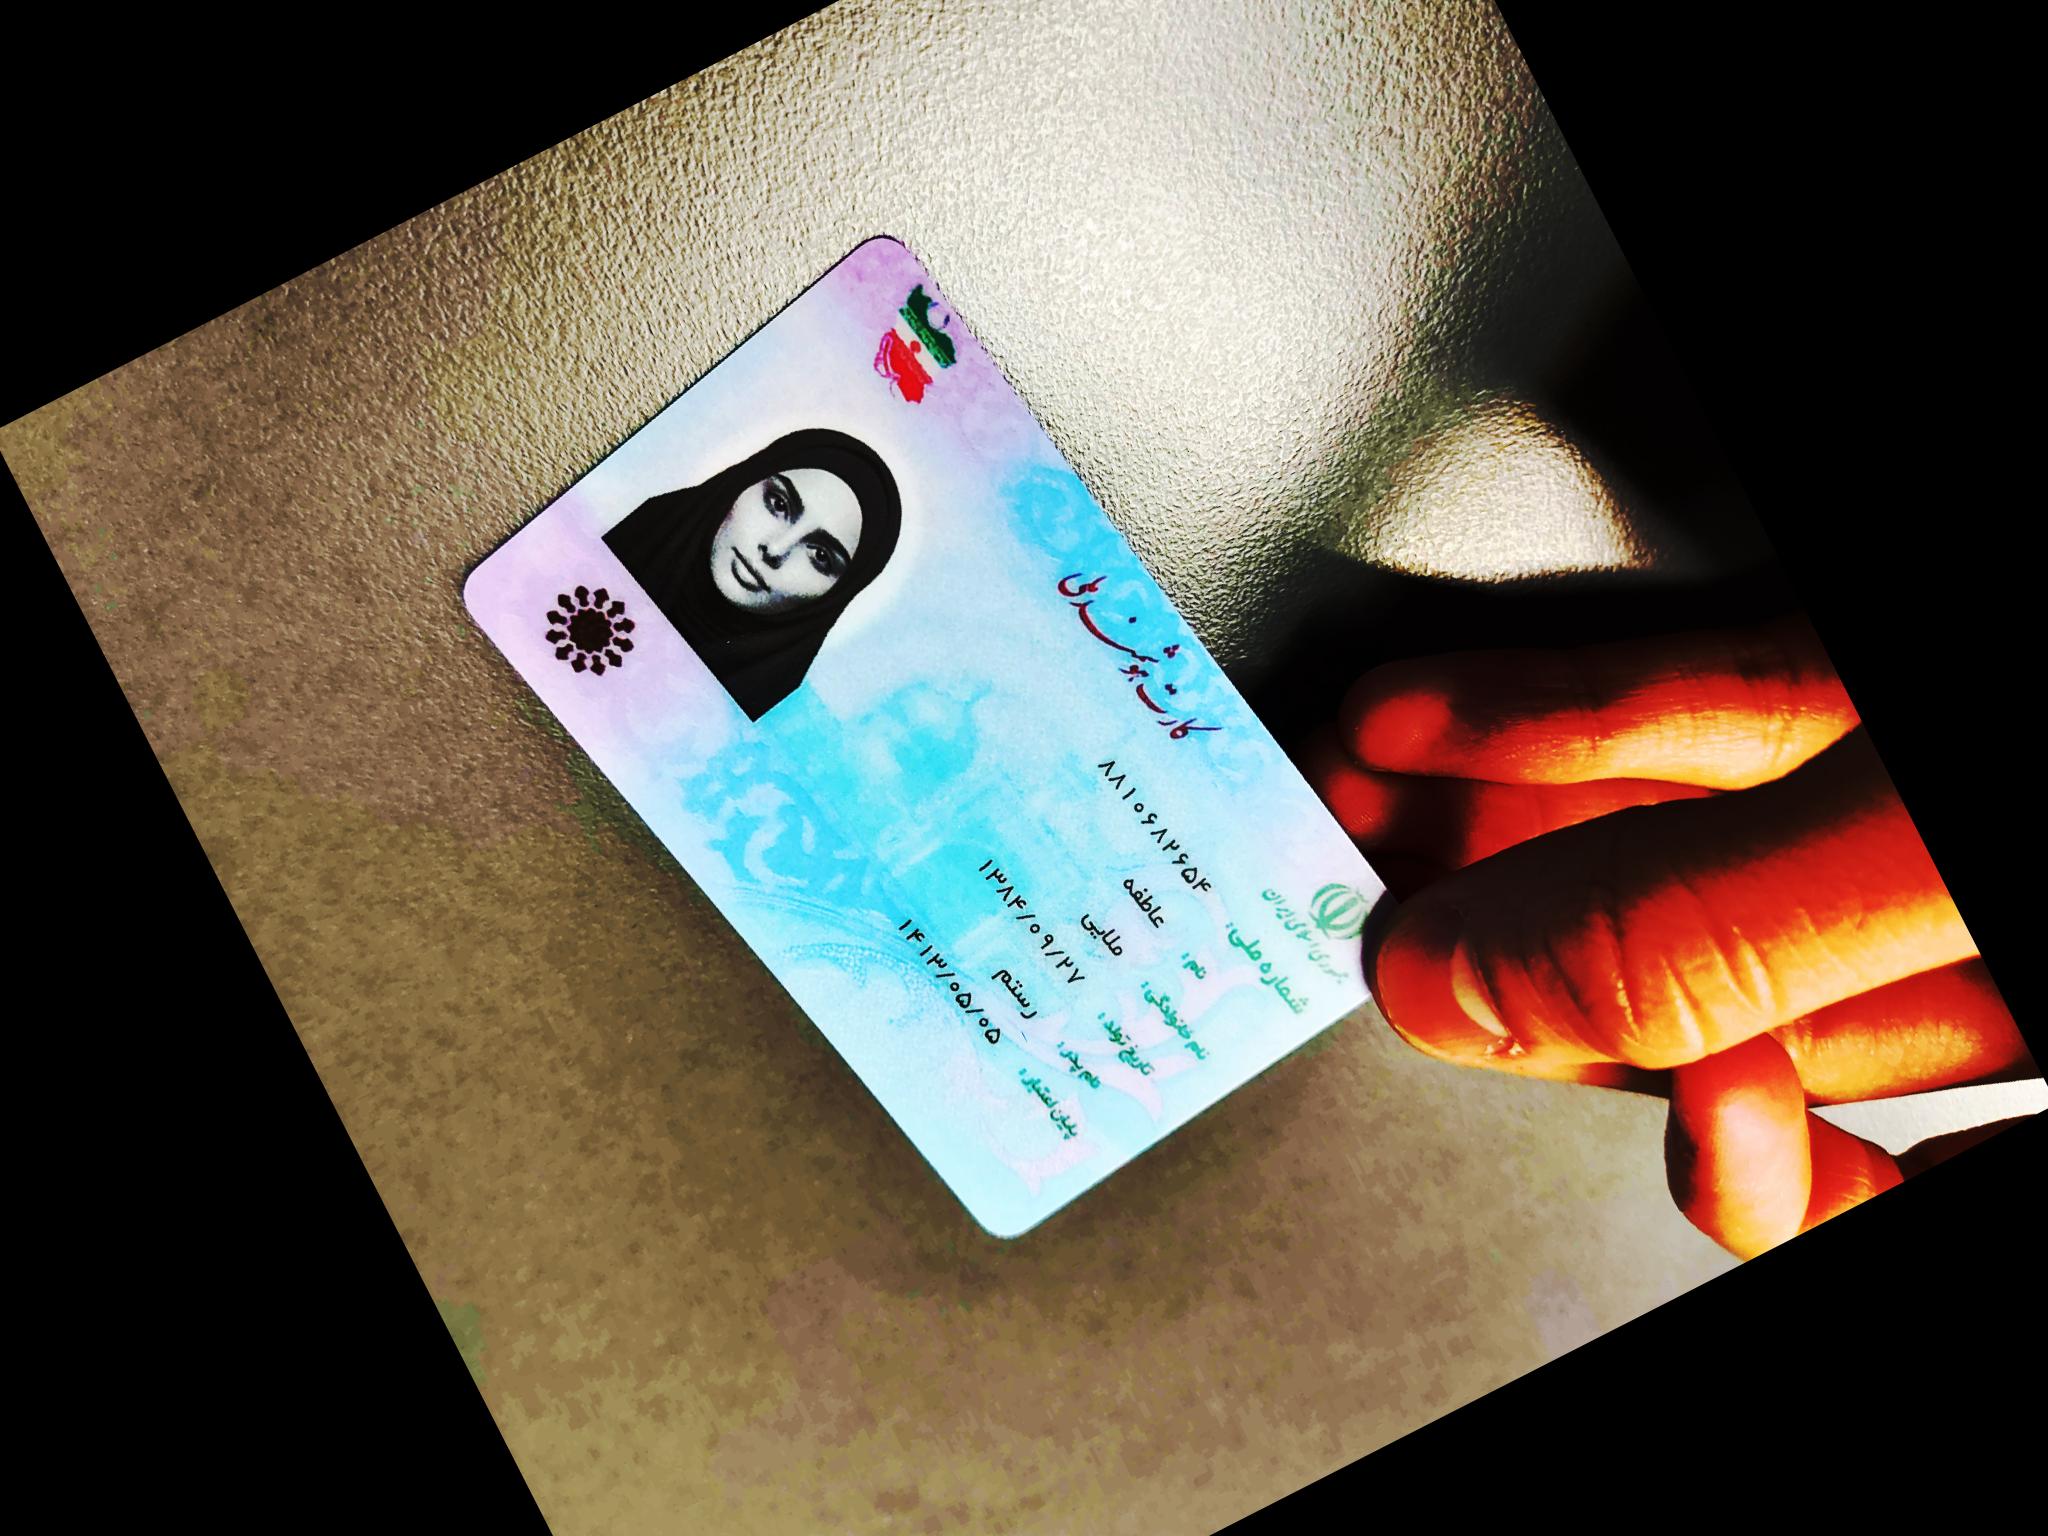 جمهوری اسلامی ایران
کارت هوشمند ملی
شماره ملی: ۸۸۱۰۶۸۲۶۵۴
نام: عاطفه
نام خانوادگی: ملایی
تاریخ تولد: ۱۳۸۴/۰۹/۲۷
نام پدر: رستم
پایان اعتبار: ۱۴۱۳/۰۵/۰۵